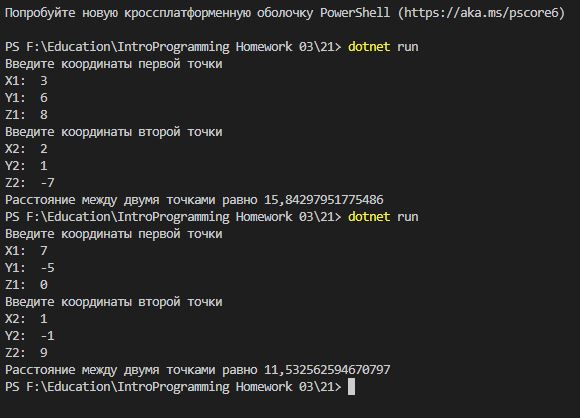 Попробуйте новую кроссплатформенную оболочку PowerShell (https://aka.ms/pscore6)
PS F:\Education\IntroProgramming Homework 03\21> dotnet run
Введите координаты первой точки
X1:  3
Y1:  6
Z1:  8
Введите координаты второй точки
X2:  2
Y2:  1
Z2:  -7
Расстояние между двумя точками равно 15,84297951775486
PS F:\Education\IntroProgramming Homework 03\21> dotnet run
Введите координаты первой точки
X1:  7
Y1:  -5
Z1:  0
Введите координаты второй точки
X2:  1
Y2:  -1
Z2:  9
Расстояние между двумя точками равно 11,532562594670797
PS F:\Education\IntroProgramming Homework 03\21>